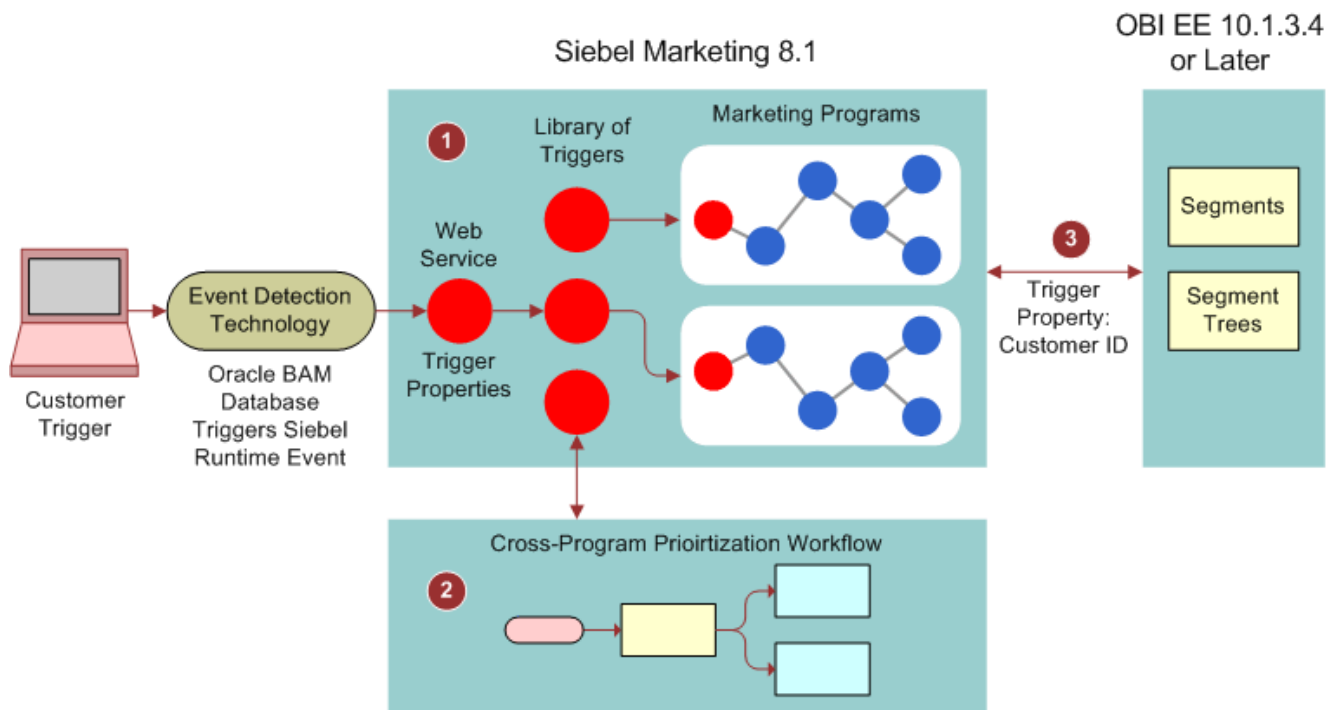 Siebel Marketing 8.1
OBI EE 10.1.3.4
or Later
1
Library of
Triggers
Marketing Programs
Web
Service
Trigger
Properties
Event Detection
Technology
Oracle BAM
Database
Triggers Siebel
Runtime Event
Customer
Trigger
3
Trigger
Property:
Customer ID
Segments
Segment
Trees
Cross-Program Prioirtization Workflow
2